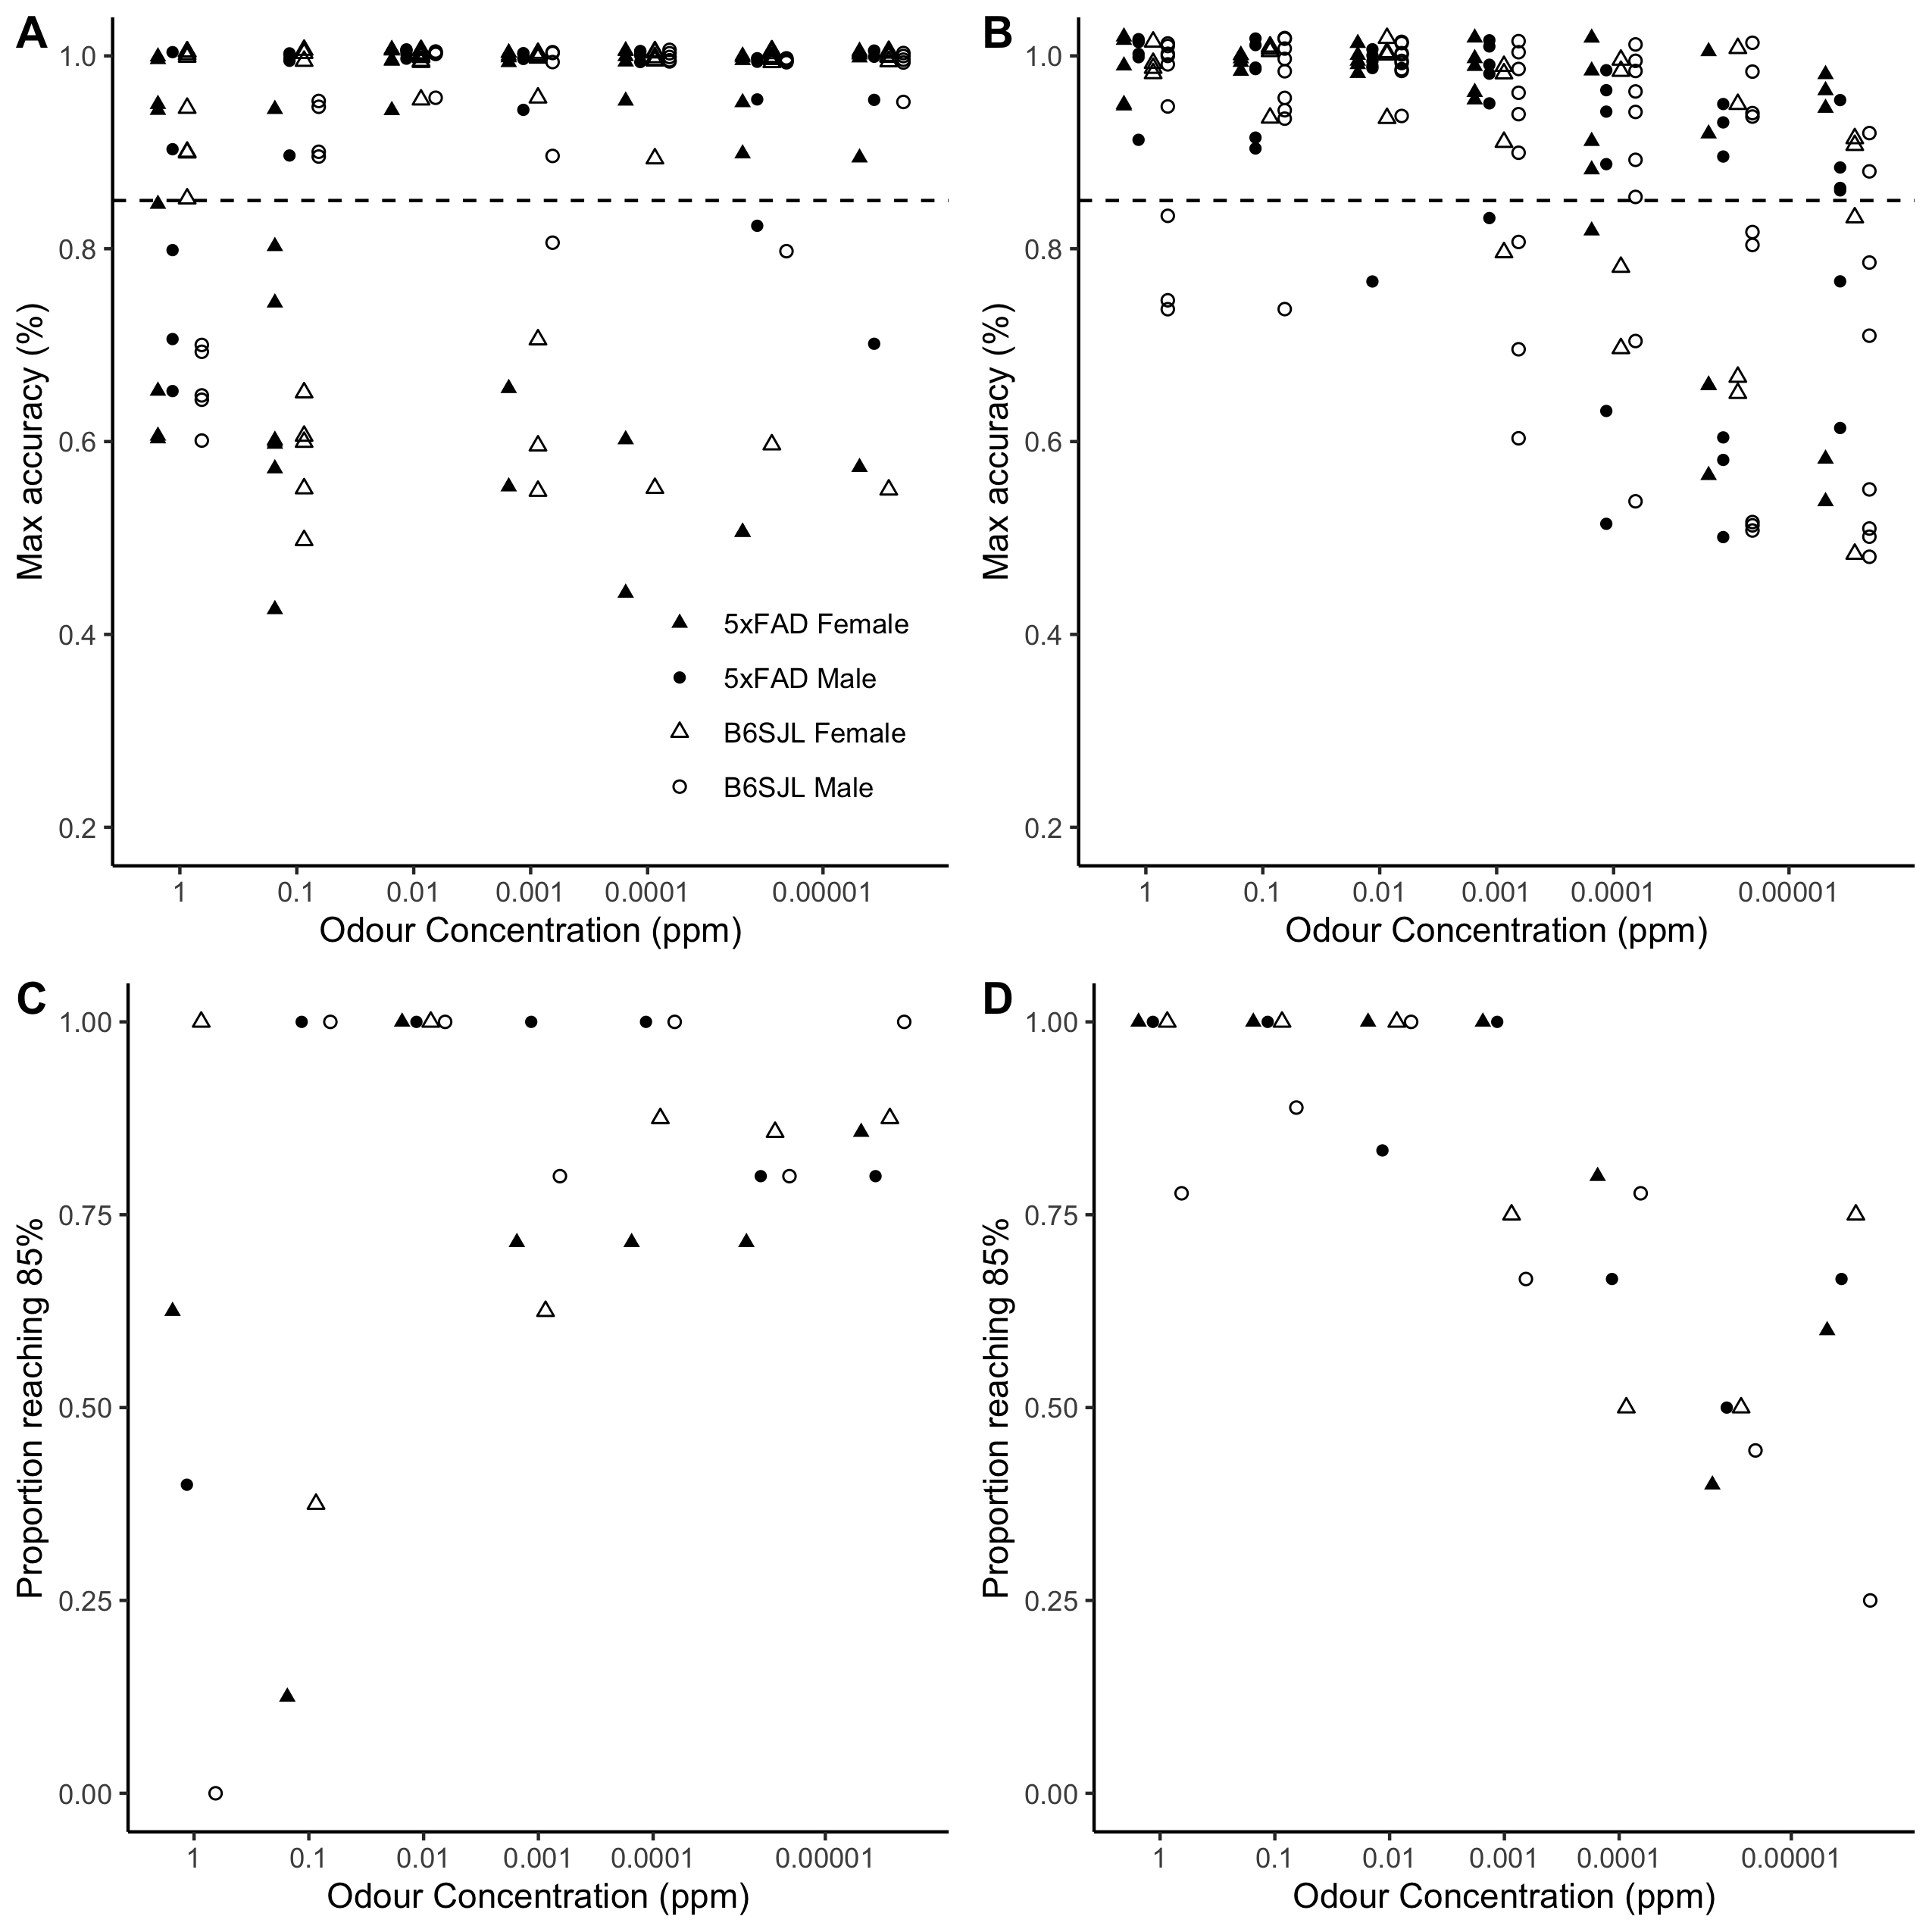 A
Max accuracy (%)
1.0
0.8
0.6
0.4
0.2
5xFAD Female
5xFAD Male
B6SJL Female
B6SJL Male
1 0.1 0.01 0.001 0.00001 0.00001
Odour Concentration (ppm)
B
Max accuracy (%)
1.0
0.8
0.6
0.4
0.2
1 0.1 0.01 0.001 0.00001 0.00001
Odour Concentration (ppm)
C
Proportion reaching 85%
1.00
0.75
0.50
0.25
0.00
1 0.1 0.01 0.001 0.0001 0.00001
Odour Concentration (ppm)
D
Proportion reaching 85%
1.00
0.75
0.50
0.25
0.00
1 0.1 0.01 0.001 0.0001 0.00001
Odour Concentration (ppm)